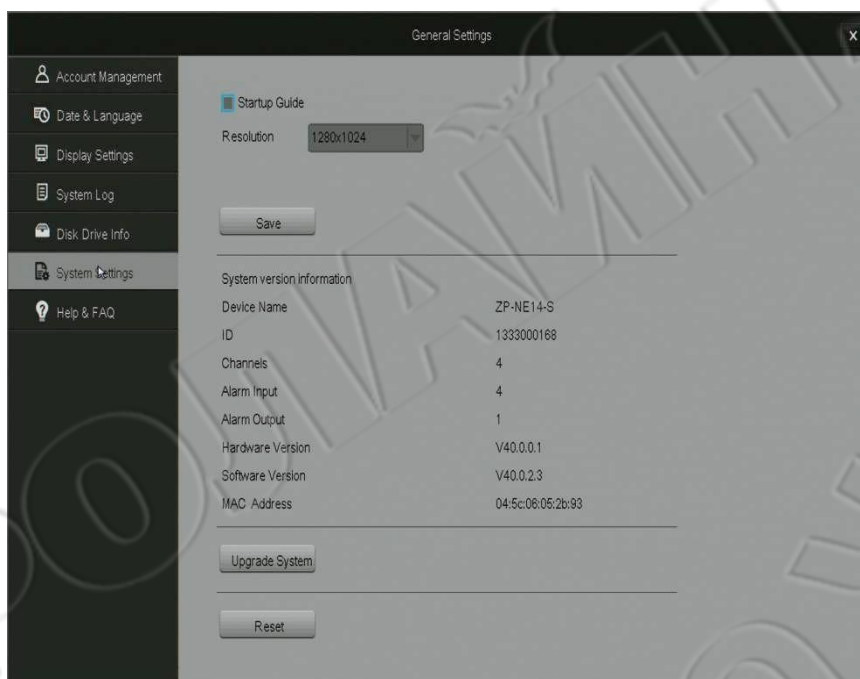 General Settings
X
Account Management
Date & Language
Display Settings
System Log
Disk Drive Info
System Settings
Help & FAQ
Startup Guide
Resolution 1280x1024
Save
System version information
Device Name ZP-NE14-S
ID 1333000168
Channels 4
Alarm Input 4
Alarm Output 1
Hardware Version V40.0.0.1
Software Version V40.0.2.3
MAC Address 04:5c:06:05:2b:93
Upgrade System
Reset